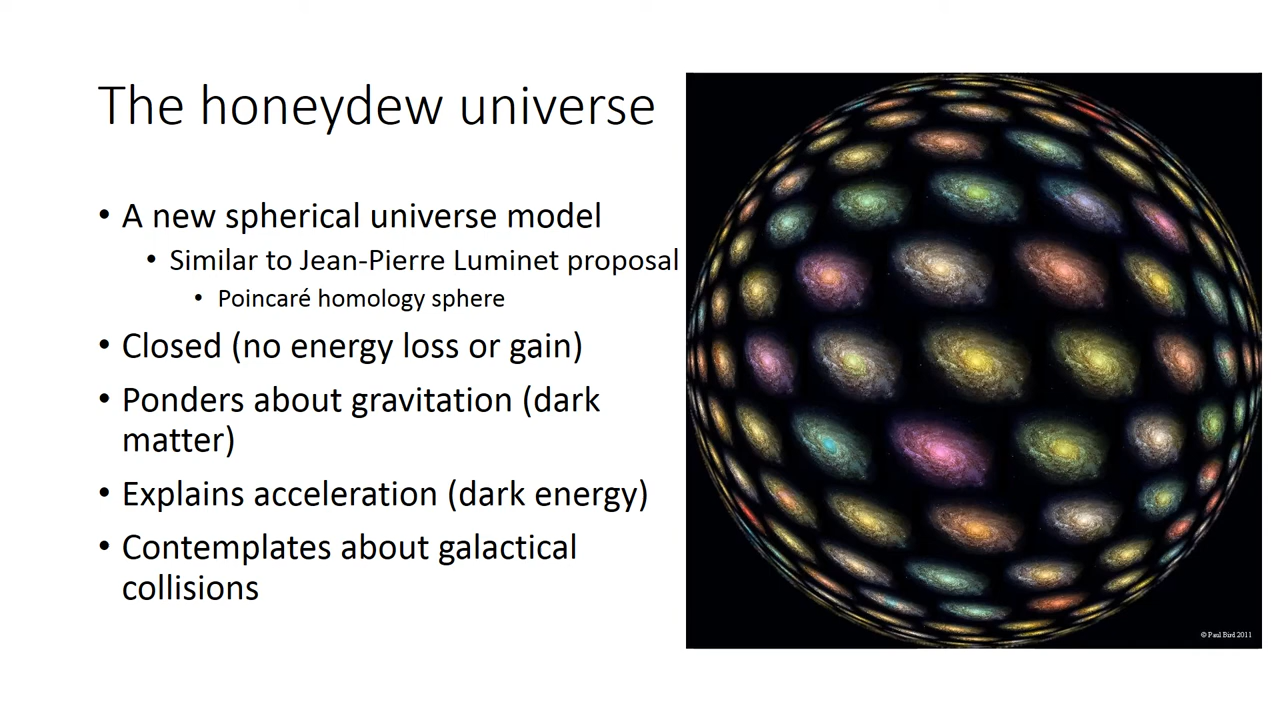 The honeydew universe
• A new spherical universe model
• Similar to Jean-Pierre Luminet proposal
• Poincaré homology sphere
• Closed (no energy loss or gain)
• Ponders about gravitation (dark
matter)
• Explains acceleration (dark energy)
• Contemplates about galactical
collisions
© Paul Bird 2011